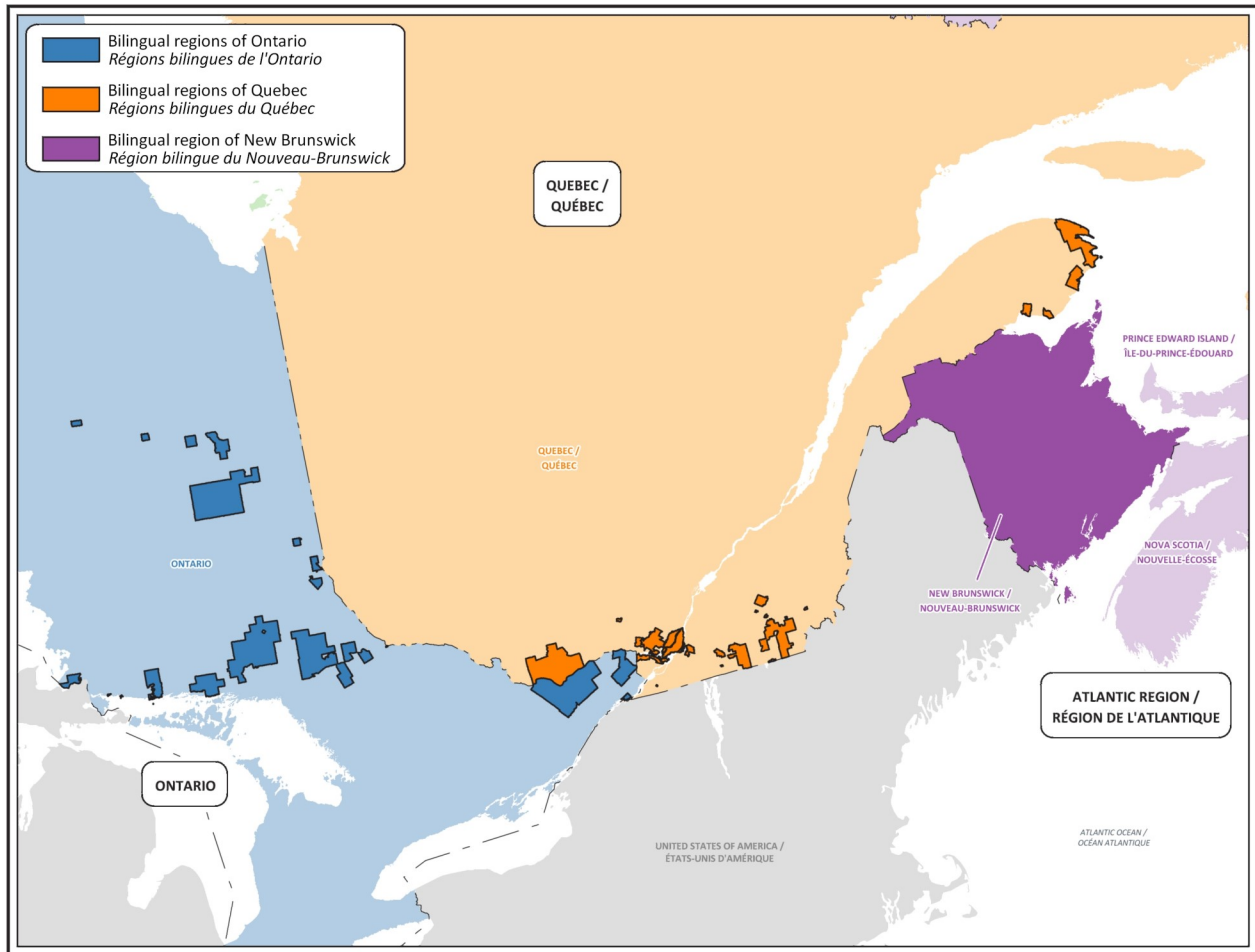 Bilingual regions of Ontario
Régions bilingues de l'Ontario
Bilingual regions of Quebec
Régions bilingues du Québec
Bilingual region of New Brunswick
Région bilingue du Nouveau-Brunswick
QUEBEC /
QUÉBEC
PRINCE EDWARD ISLAND /
ÎLE-DU-PRINCE-ÉDOUARD
QUEBEC /
QUÉBEC
ONTARIO
NOVA SCOTIA /
NOUVELLE-ÉCOSSE
NEW BRUNSWICK /
NOUVEAU-BRUNSWICK
ATLANTIC REGION /
RÉGION DE L'ATLANTIQUE
ONTARIO
UNITED STATES OF AMERICA /
ÉTATS-UNIS D'AMÉRIQUE
ATLANTIC OCEAN /
OCÉAN ATLANTIQUE